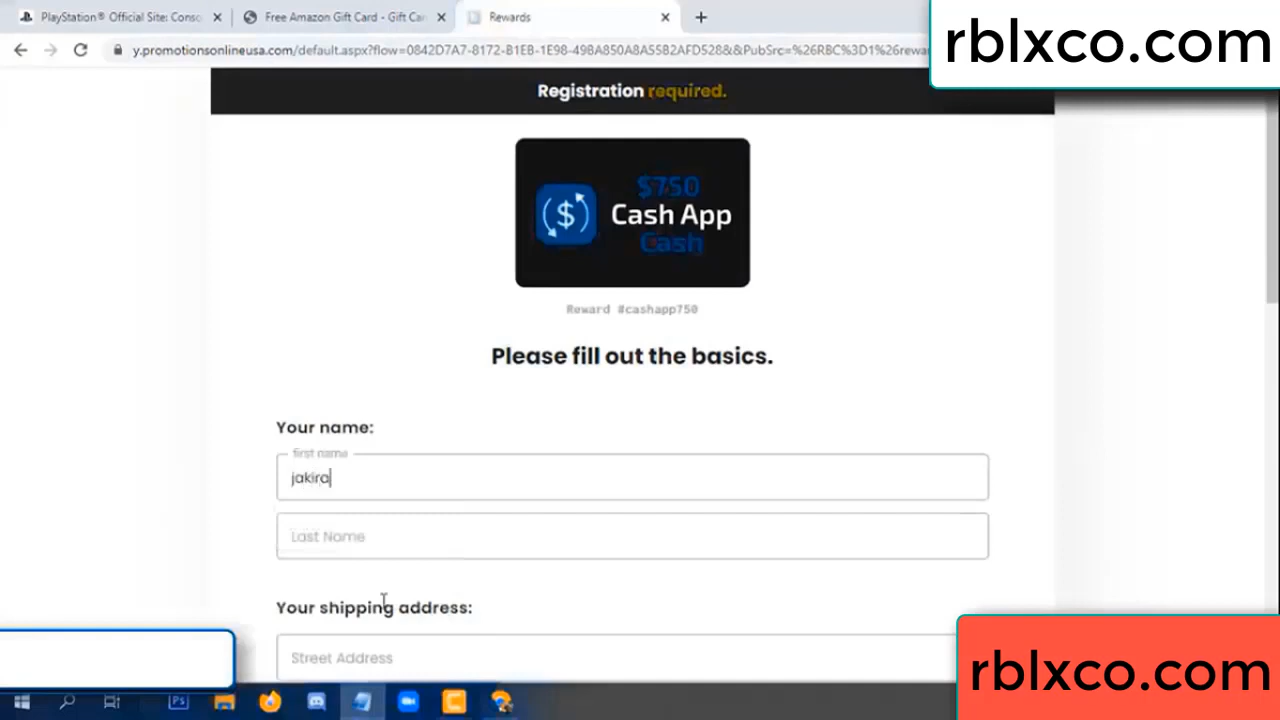 PlayStation® Official Site: Conso
Free Amazon Gift Card - Gift Car
Rewards
rblxco.com
y.promotionsonlineusa.com/default.aspx?flow=0842D7A7-8172-B1EB-1E98-49BA850A8A55B2AFD528&&PubSrc=%26RBC%3D1%26rewar
Registration required.
$750
Cash App
Cash
Reward #cashapp750
Please fill out the basics.
Your name:
first name
jakira
Last Name
Your shipping address:
Street Address
rblxco.com
Ps